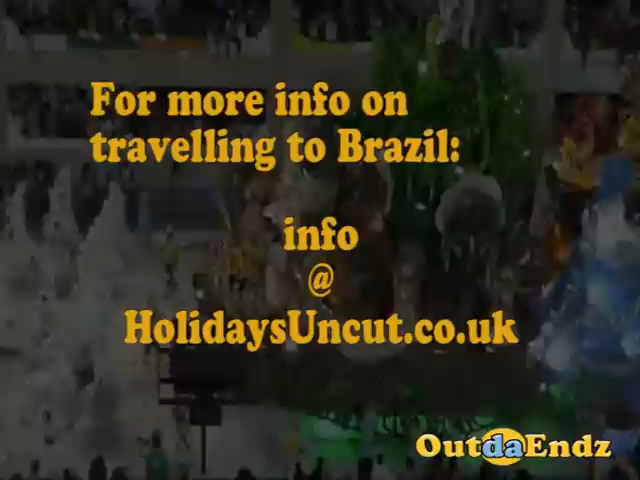 For more info on
travelling to Brazil:
info
@
HolidaysUncut.co.uk
OutdaEndz